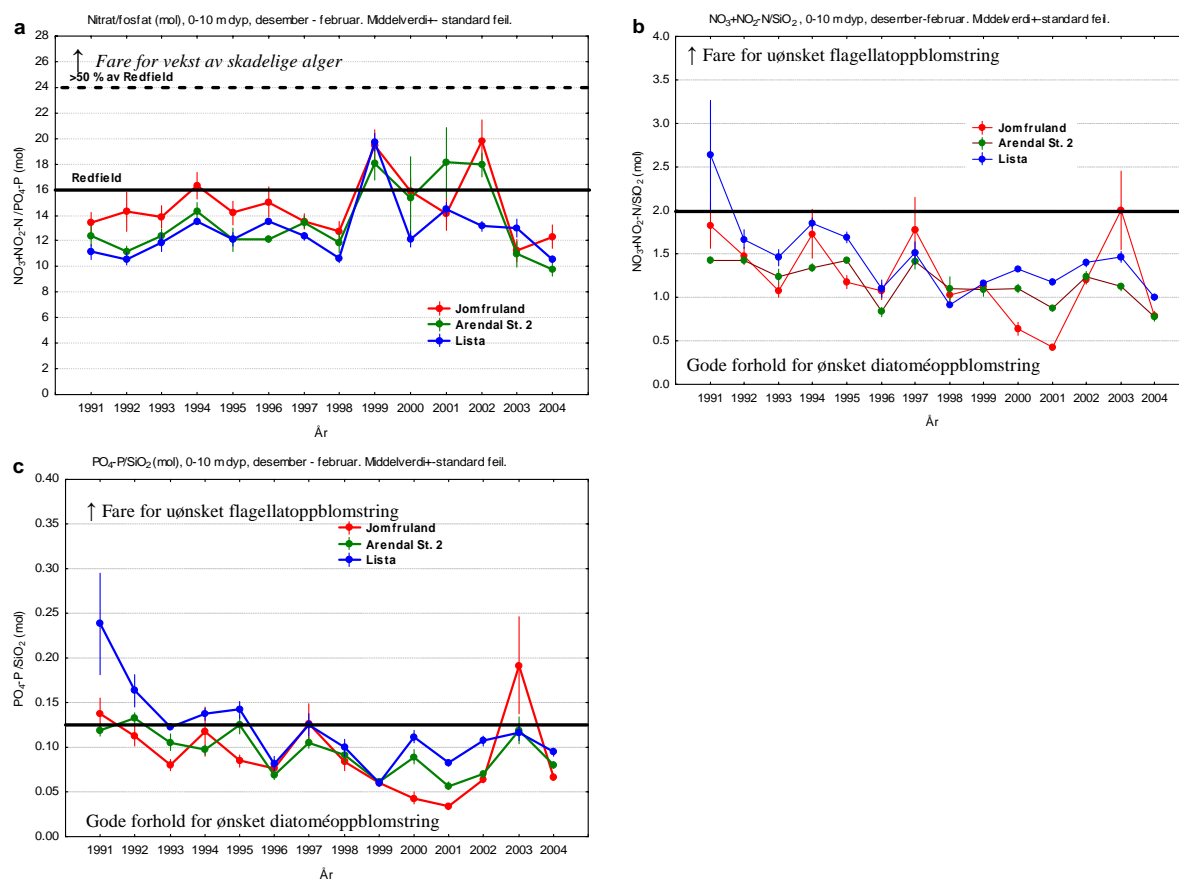 a
Nitrat/fosfat (mol), 0-10 m dyp, desember - februar. Middelverdi+- standard feil.
28
26
24
22
20
18
16
14
12
10
8
6
4
2
0
NO3+NO2-N /PO4-P (mol)
↑ Fare for vekst av skadelige alger
>50 % av Redfield
Redfield
Jomfruland
Arendal St. 2
Lista
1991 1992 1993 1994 1995 1996 1997 1998 1999 2000 2001 2002 2003 2004
År
b
NO3+NO2-N/SiO2 , 0-10 m dyp, desember-februar. Middelverdi+-standard feil.
4.0
3.5
3.0
2.5
2.0
1.5
1.0
0.5
0.0
NO3+NO2-N/SiO2 (mol)
↑ Fare for uønsket flagellatoppblomstring
Jomfruland
Arendal St. 2
Lista
Gode forhold for ønsket diatoméoppblomstring
1991 1992 1993 1994 1995 1996 1997 1998 1999 2000 2001 2002 2003 2004
År
c
PO4-P/SiO2 (mol), 0-10 m dyp, desember - februar. Middelverdi+-standard feil.
0.40
0.35
0.30
0.25
0.20
0.15
0.10
0.05
0.00
PO4-P /SiO2 (mol)
↑ Fare for uønsket flagellatoppblomstring
Jomfruland
Arendal St. 2
Lista
Gode forhold for ønsket diatoméoppblomstring
1991 1992 1993 1994 1995 1996 1997 1998 1999 2000 2001 2002 2003 2004
År